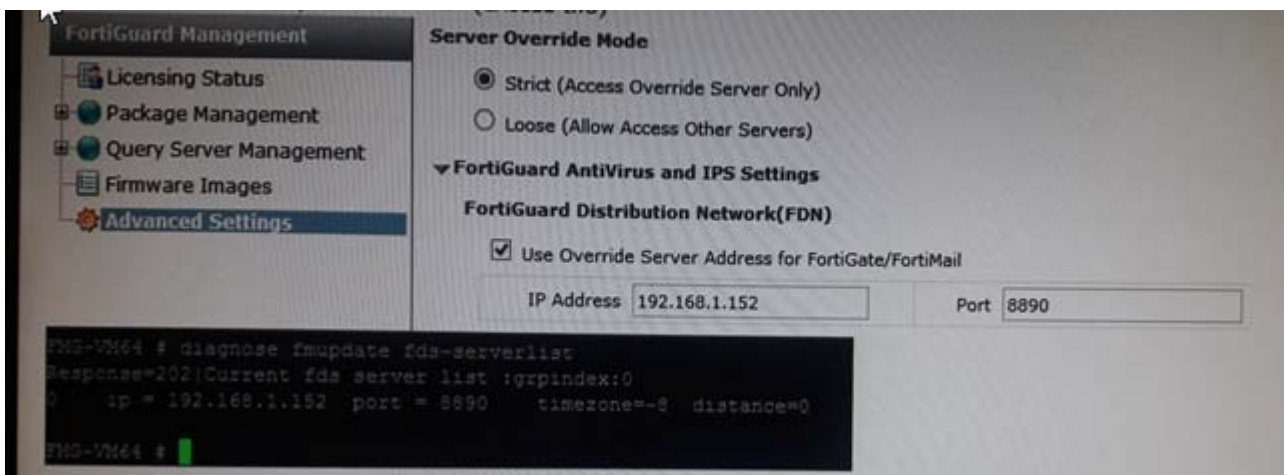 FortiGuard Management
Licensing Status
Package Management
Query Server Management
Firmware Images
Advanced Settings
Server Override Mode
Strict (Access Override Server Only)
Loose (Allow Access Other Servers)
FortiGuard AntiVirus and IPS Settings
FortiGuard Distribution Network(FDN)
Use Override Server Address for FortiGate/FortiMail
IP Address 192.168.1.152 Port 8890
FMG-VM64 # diagnose fmupdate fds-serverlist
Response=202|Current fds server list :grpindex:0
0 ip = 192.168.1.152 port = 8890 timezone=-8 distance=0
FMG-VM64 #